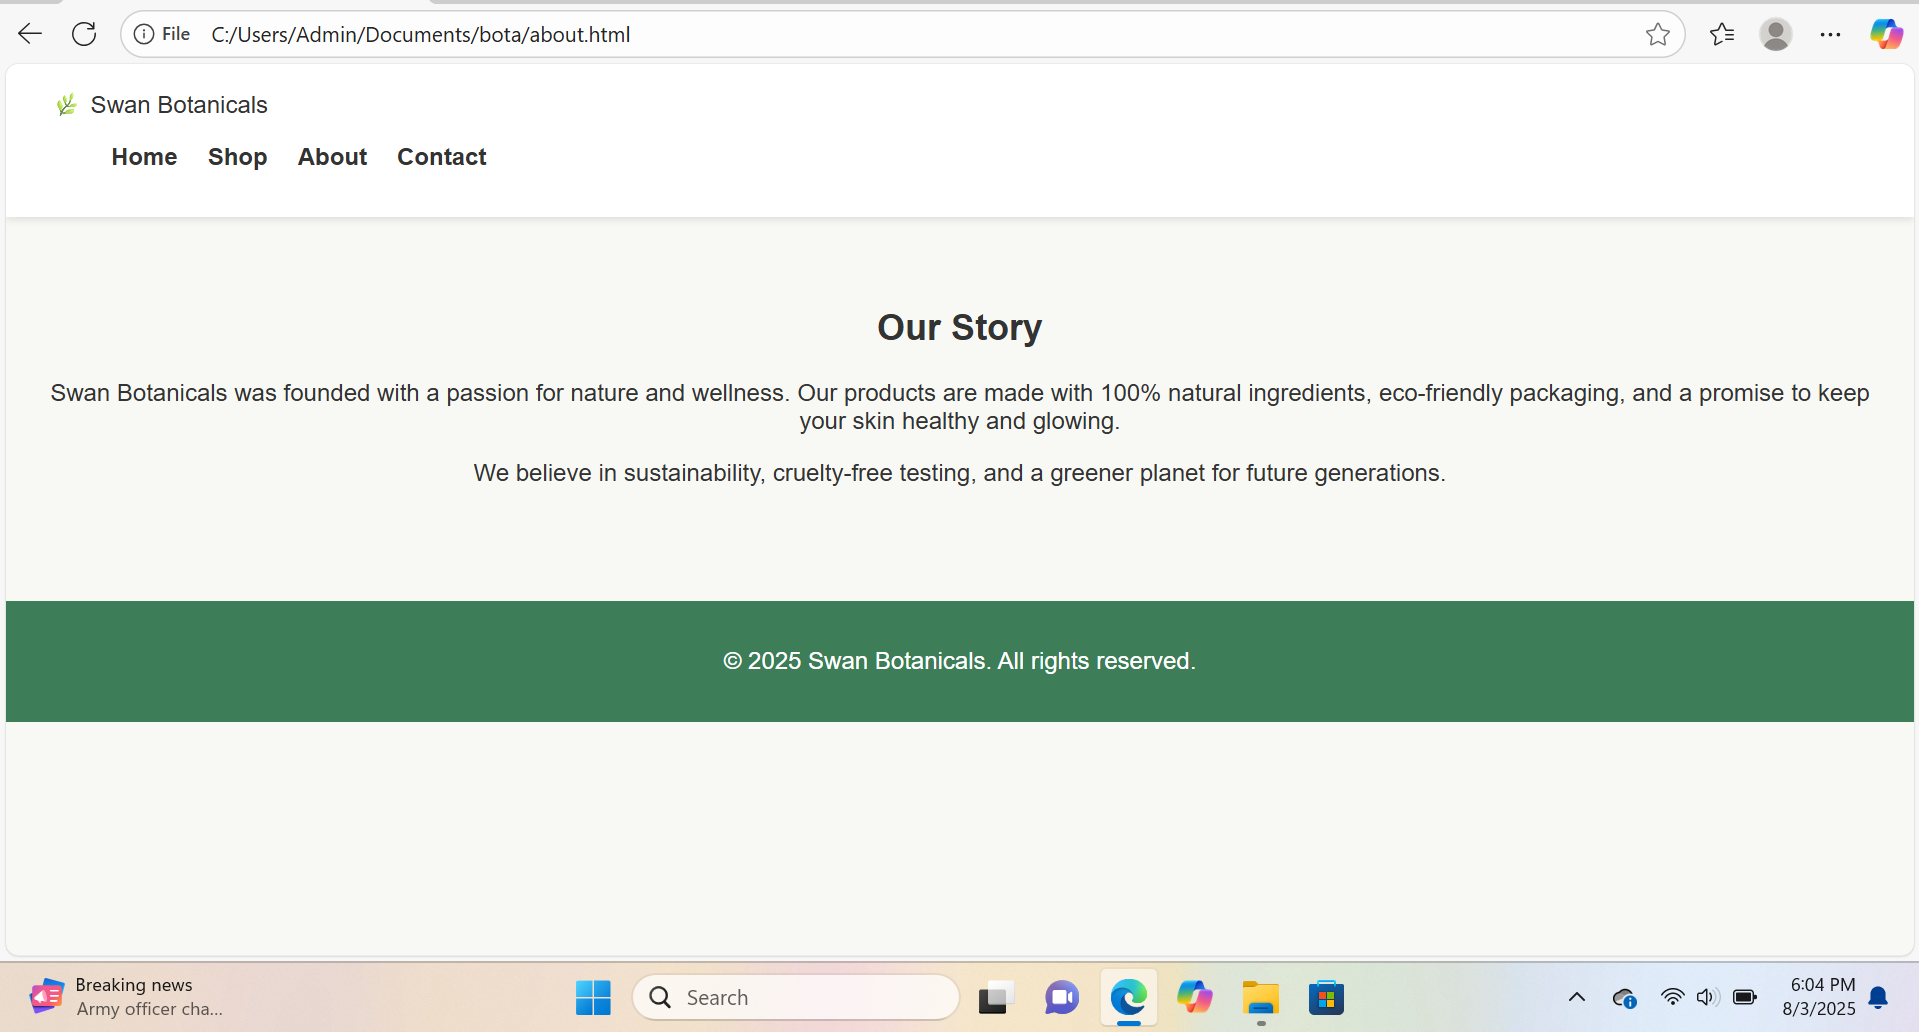 File C:/Users/Admin/Documents/bota/about.html
Swan Botanicals
Home Shop About Contact
Our Story
Swan Botanicals was founded with a passion for nature and wellness. Our products are made with 100% natural ingredients, eco-friendly packaging, and a promise to keep
your skin healthy and glowing.
We believe in sustainability, cruelty-free testing, and a greener planet for future generations.
© 2025 Swan Botanicals. All rights reserved.
Breaking news
Army officer cha...
Search
6:04 PM
8/3/2025